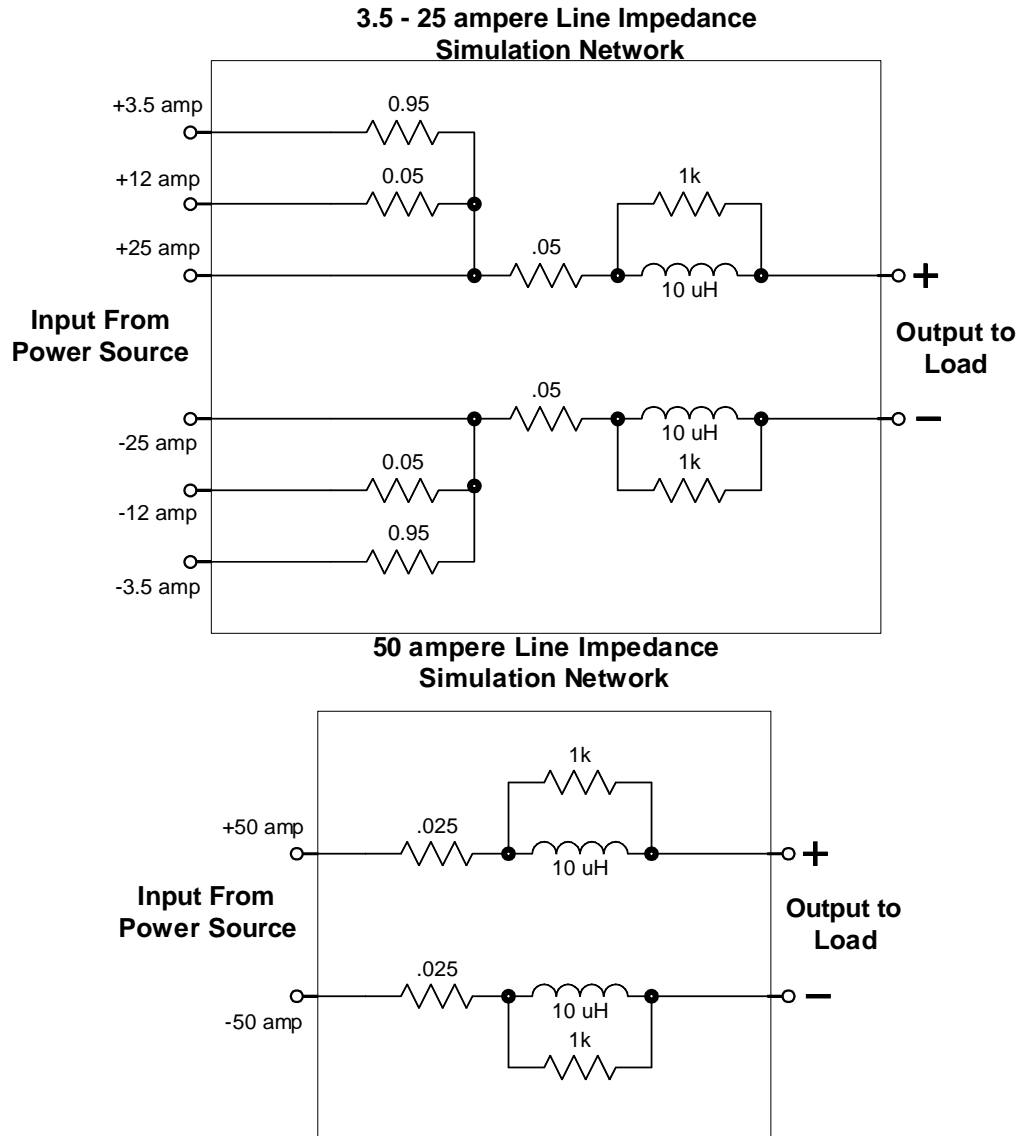 3.5 - 25 ampere Line Impedance
Simulation Network
+3.5 amp
0.95
+12 amp
0.05
1k
+25 amp
.05
10 uH
+
Input From
Power Source
Output to
Load
.05
-25 amp
10 uH
−
0.05
1k
-12 amp
0.95
-3.5 amp
50 ampere Line Impedance
Simulation Network
1k
+50 amp
.025
10 uH
+
Input From
Power Source
Output to
Load
.025
-50 amp
10 uH
−
1k